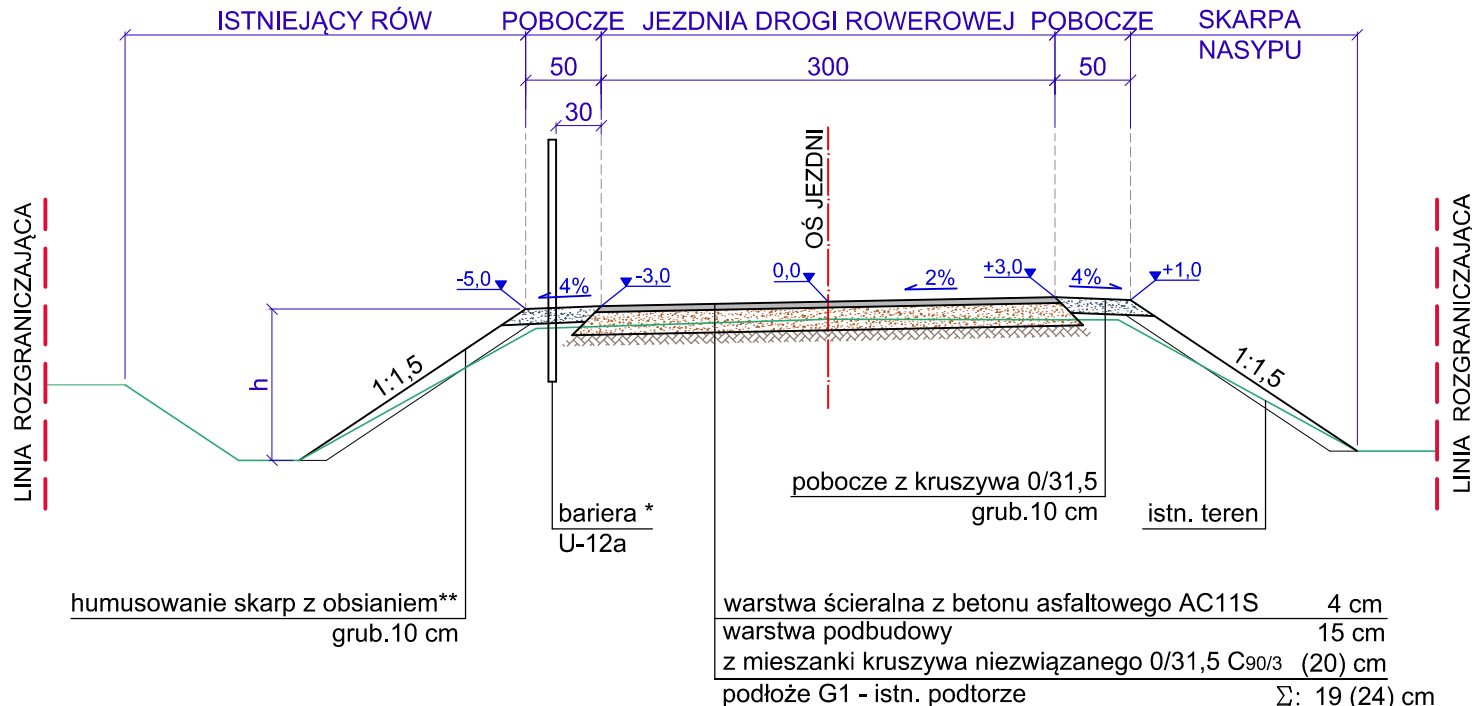 ISTNIEJĄCY RÓW
POBOCZE
JEZDNIA DROGI ROWEROWEJ
POBOCZE
SKARPA
NASYPU
50
300
50
30
OŚ JEZDNI
LINIA ROZGRANICZAJĄCA
LINIA ROZGRANICZAJĄCA
-5,0
4%
-3,0
0,0
2%
+3,0
4%
+1,0
h
1:1,5
1:1,5
pobocze z kruszywa 0/31,5
grub.10 cm
istn. teren
bariera *
U-12a
humusowanie skarp z obsianiem**
grub.10 cm
warstwa ścieralna z betonu asfaltowego AC11S 4 cm
warstwa podbudowy 15 cm
z mieszanki kruszywa niezwiązanego 0/31,5 C90/3 (20) cm
podłoże G1 - istn. podtorze Σ: 19 (24) cm